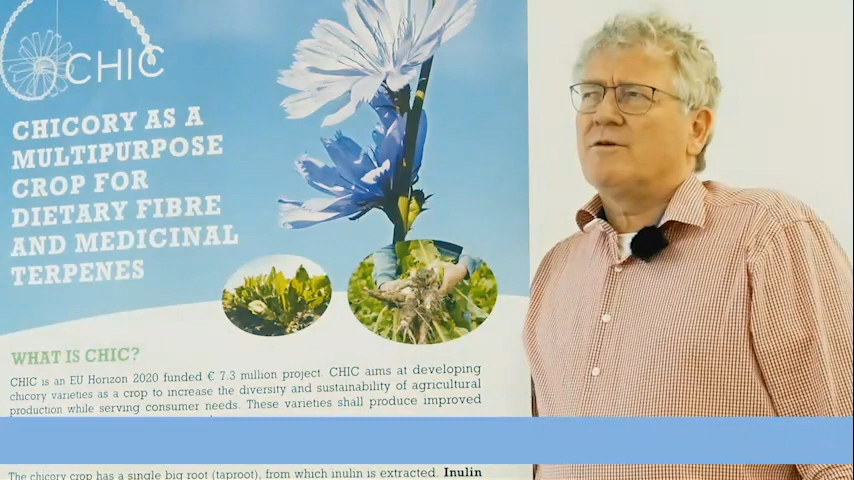 CHIC
CHICORY AS A
MULTIPURPOSE
CROP FOR
DIETARY FIBRE
AND MEDICINAL
TERPENES
WHAT IS CHIC?
CHIC is an EU Horizon 2020 funded € 7.3 million project. CHIC aims at developing
chicory varieties as a crop to increase the diversity and sustainability of agricultural
production while serving consumer needs. These varieties shall produce improved
The chicory crop has a single big root (taproot), from which inulin is extracted. Inulin